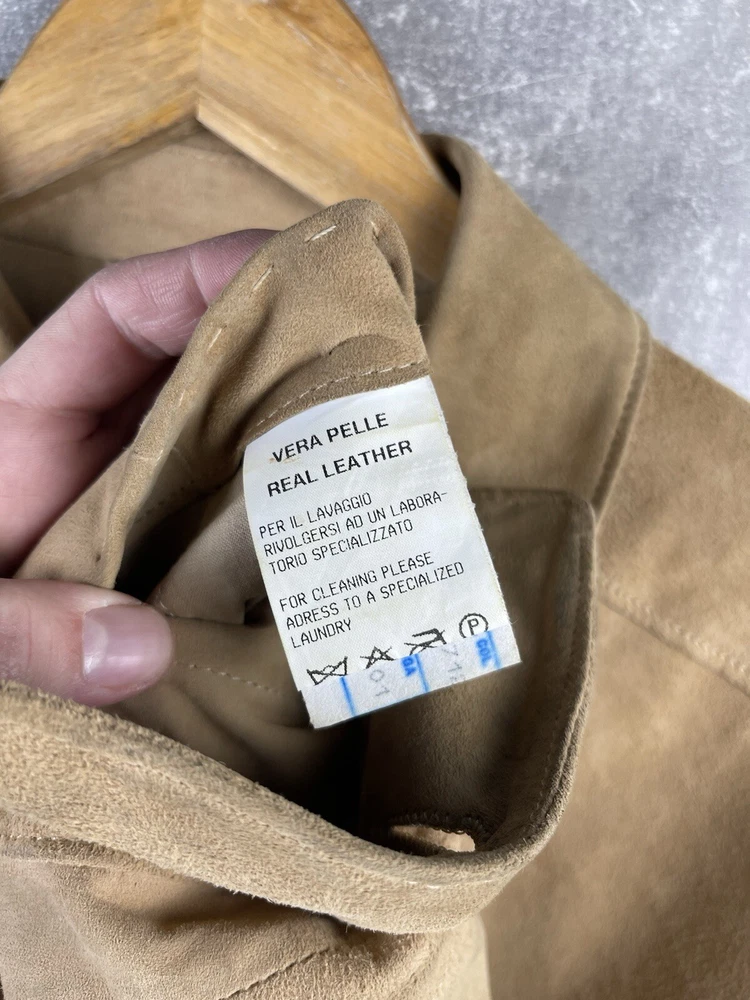 VERA PELLE
REAL LEATHER
PER IL LAVAGGIO
RIVOLGERSI AD UN LABORA-
TORIO SPECIALIZZATO
FOR CLEANING PLEASE
ADRESS TO A SPECIALIZED
LAUNDRY
P